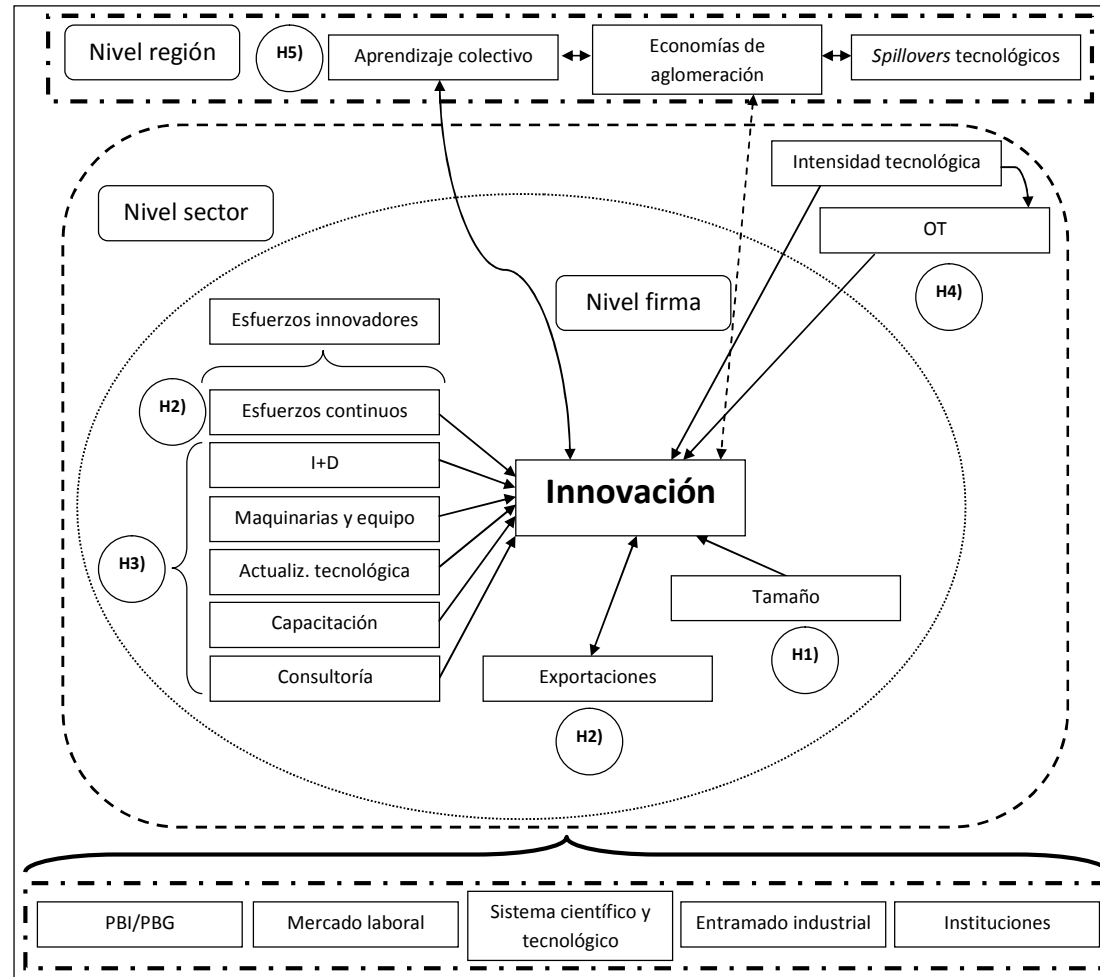 Nivel región
H5)
Aprendizaje colectivo
Economías de
aglomeración
Spillovers tecnológicos
Intensidad tecnológica
Nivel sector
OT
H4)
Nivel firma
Esfuerzos innovadores
H2)
Esfuerzos continuos
I+D
Maquinarias y equipo
H3)
Actualiz. tecnológica
Capacitación
Consultoría
Innovación
Tamaño
H1)
Exportaciones
H2)
PBI/PBG
Mercado laboral
Sistema científico y
tecnológico
Entramado industrial
Instituciones